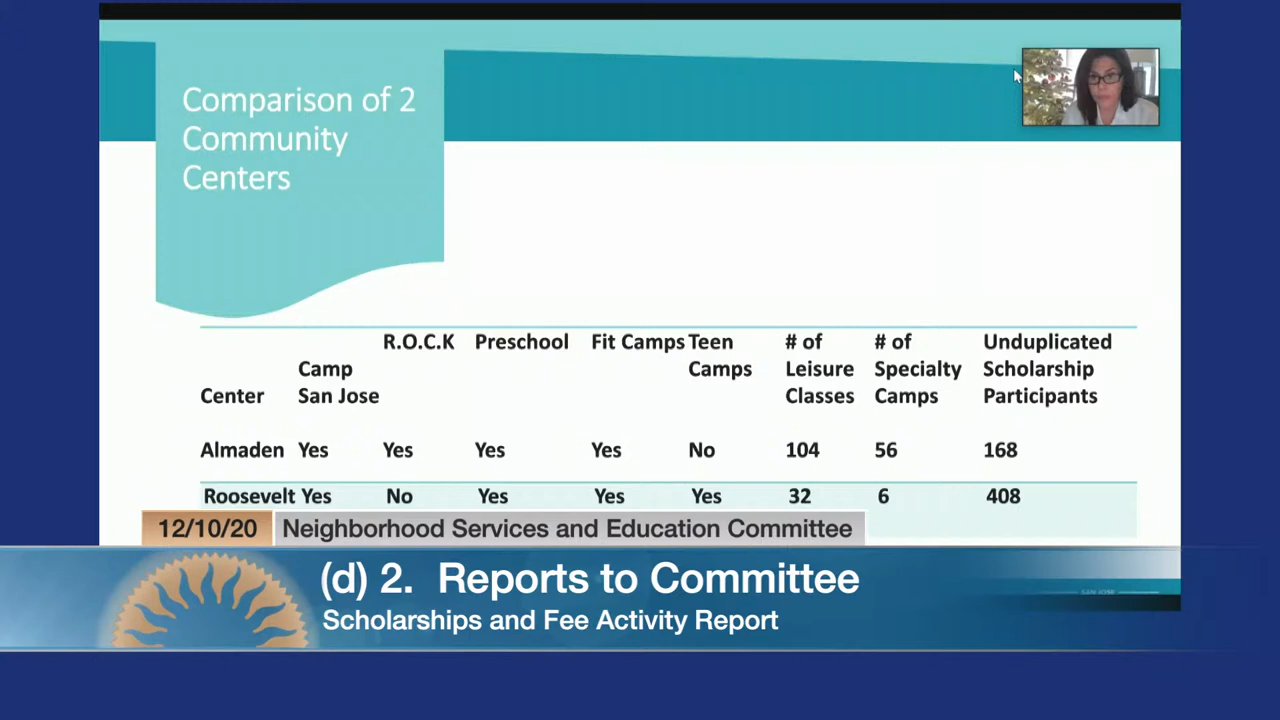 Comparison of 2
Community
Centers
Center Camp San Jose R.O.C.K Preschool Fit Camps Teen Camps # of Leisure Classes # of Specialty Camps Unduplicated Scholarship Participants
Almaden Yes Yes Yes Yes No 104 56 168
Roosevelt Yes No Yes Yes Yes 32 6 408
12/10/20 Neighborhood Services and Education Committee
(d) 2. Reports to Committee
Scholarships and Fee Activity Report